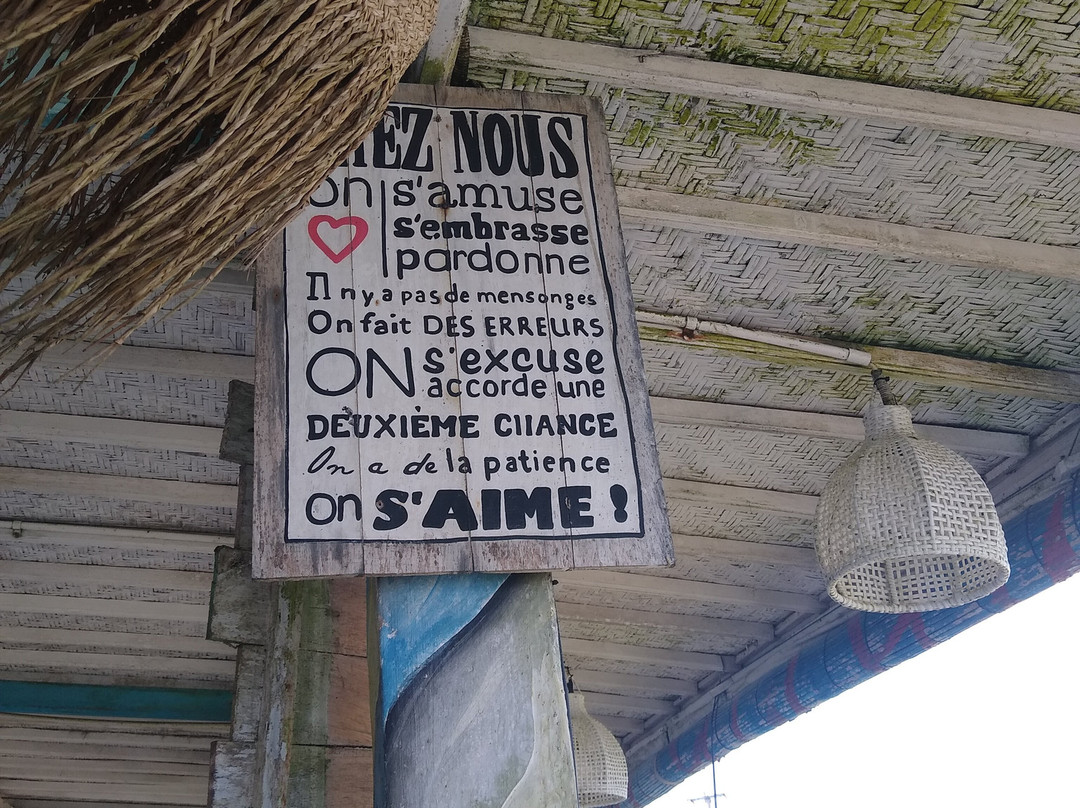 EZ NOUS
on s'amuse
s'embrasse
pardonne
Il n y,a pas de mensonges
On fait DES ERREURS
ON s'excuse
accorde une
DEUXIÈME CHANCE
On a de la patience
on S'AIME !